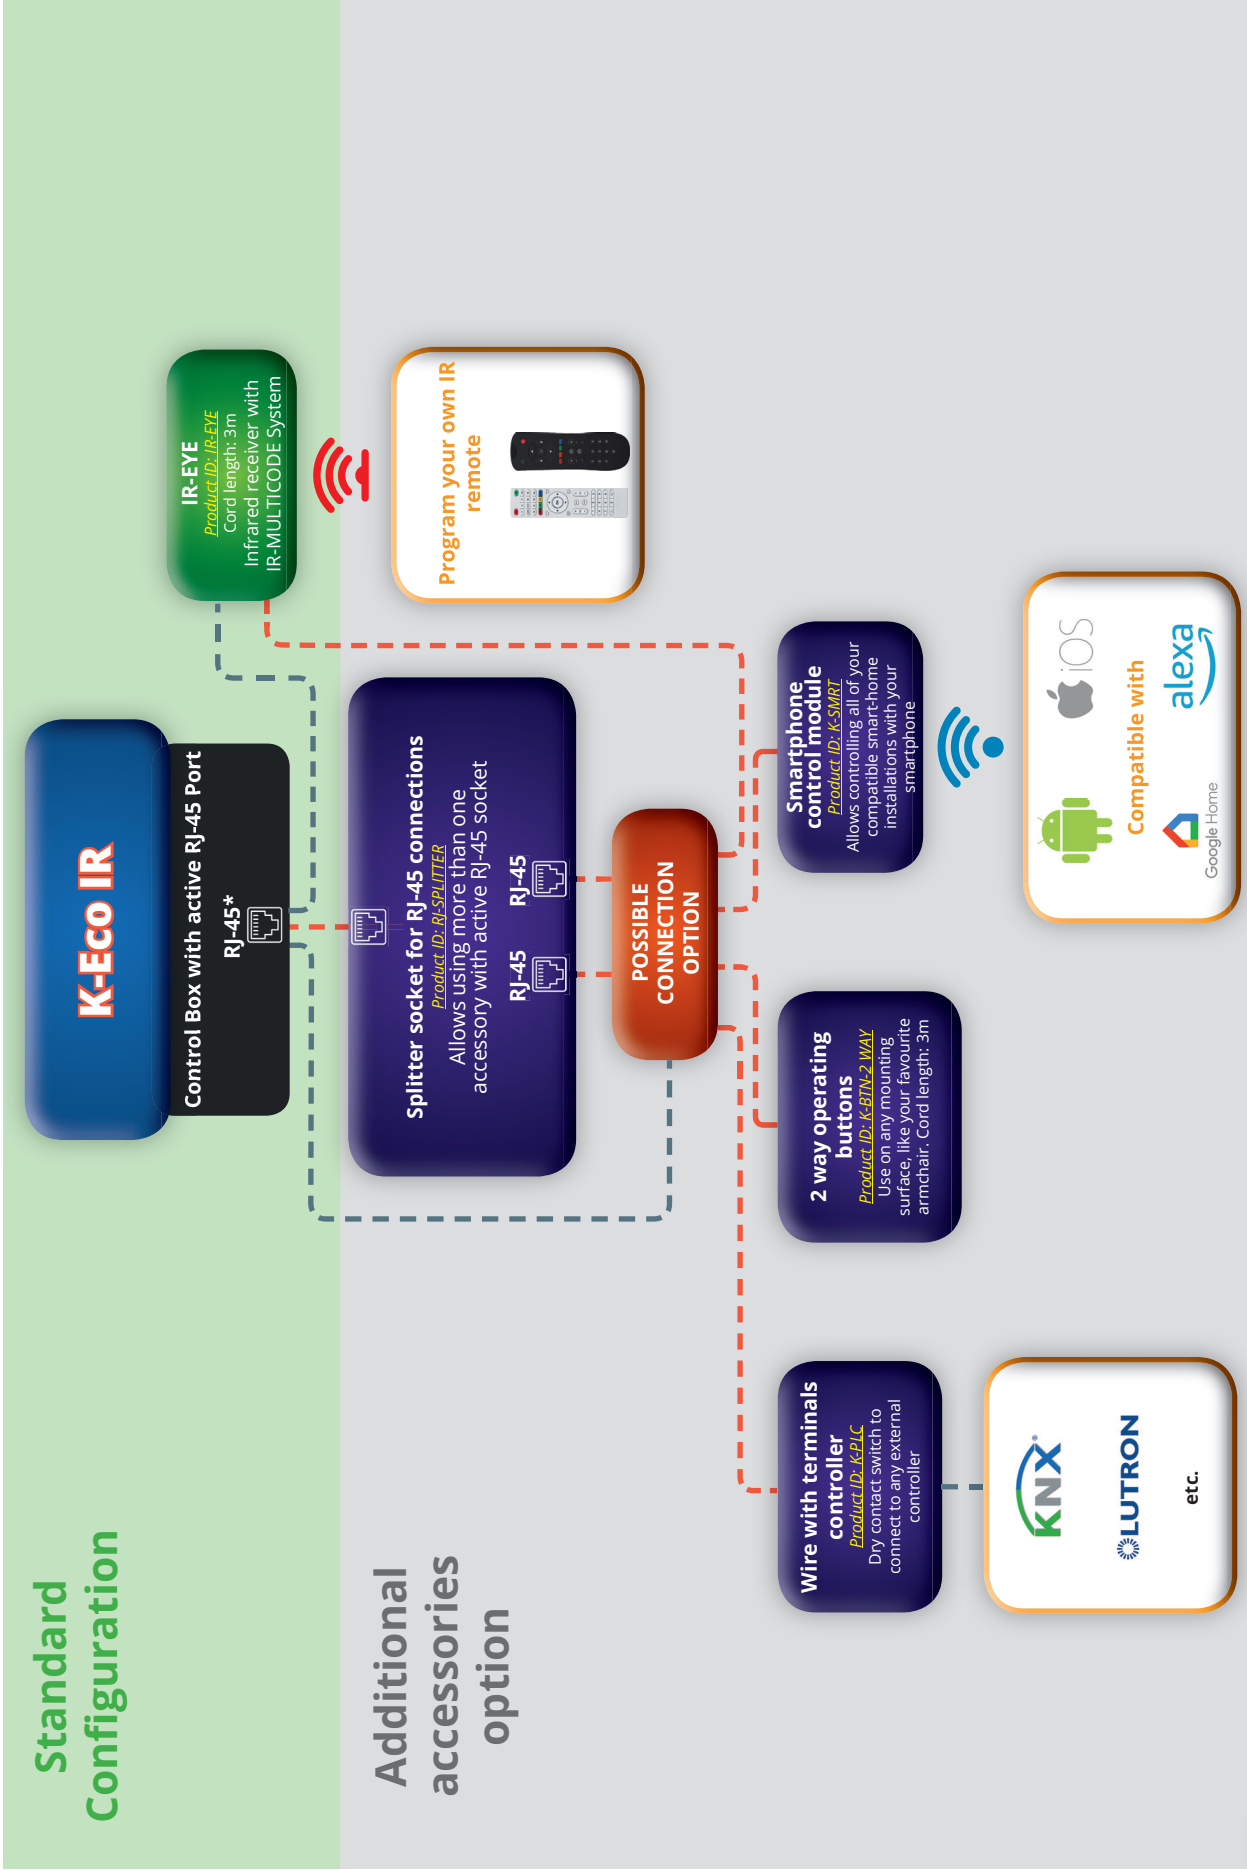 Standard
Configuration
K-Eco IR
Control Box with active RJ-45 Port
RJ-45*
IR-EYE
Product ID: IR-EYE
Cord length: 3m
Infrared receiver with
IR-MULTICODE System
Additional
accessories
option
Splitter socket for RJ-45 connections
Product ID: RJ-SPLITTER
Allows using more than one
accessory with active RJ-45 socket
RJ-45
RJ-45
Program your own IR
remote
POSSIBLE
CONNECTION
OPTION
Wire with terminals
controller
Product ID: K-PLC
Dry contact switch to
connect to any external
controller
2 way operating
buttons
Product ID: K-BTN-2 WAY
Use on any mounting
surface, like your favourite
armchair. Cord length: 3m
Smartphone
control module
Product ID: K-SMRT
Allows controlling all of your
compatible smart-home
installations with your
smartphone
KNX®
LUTRON
etc.
iOS
Compatible with
Google Home
alexa